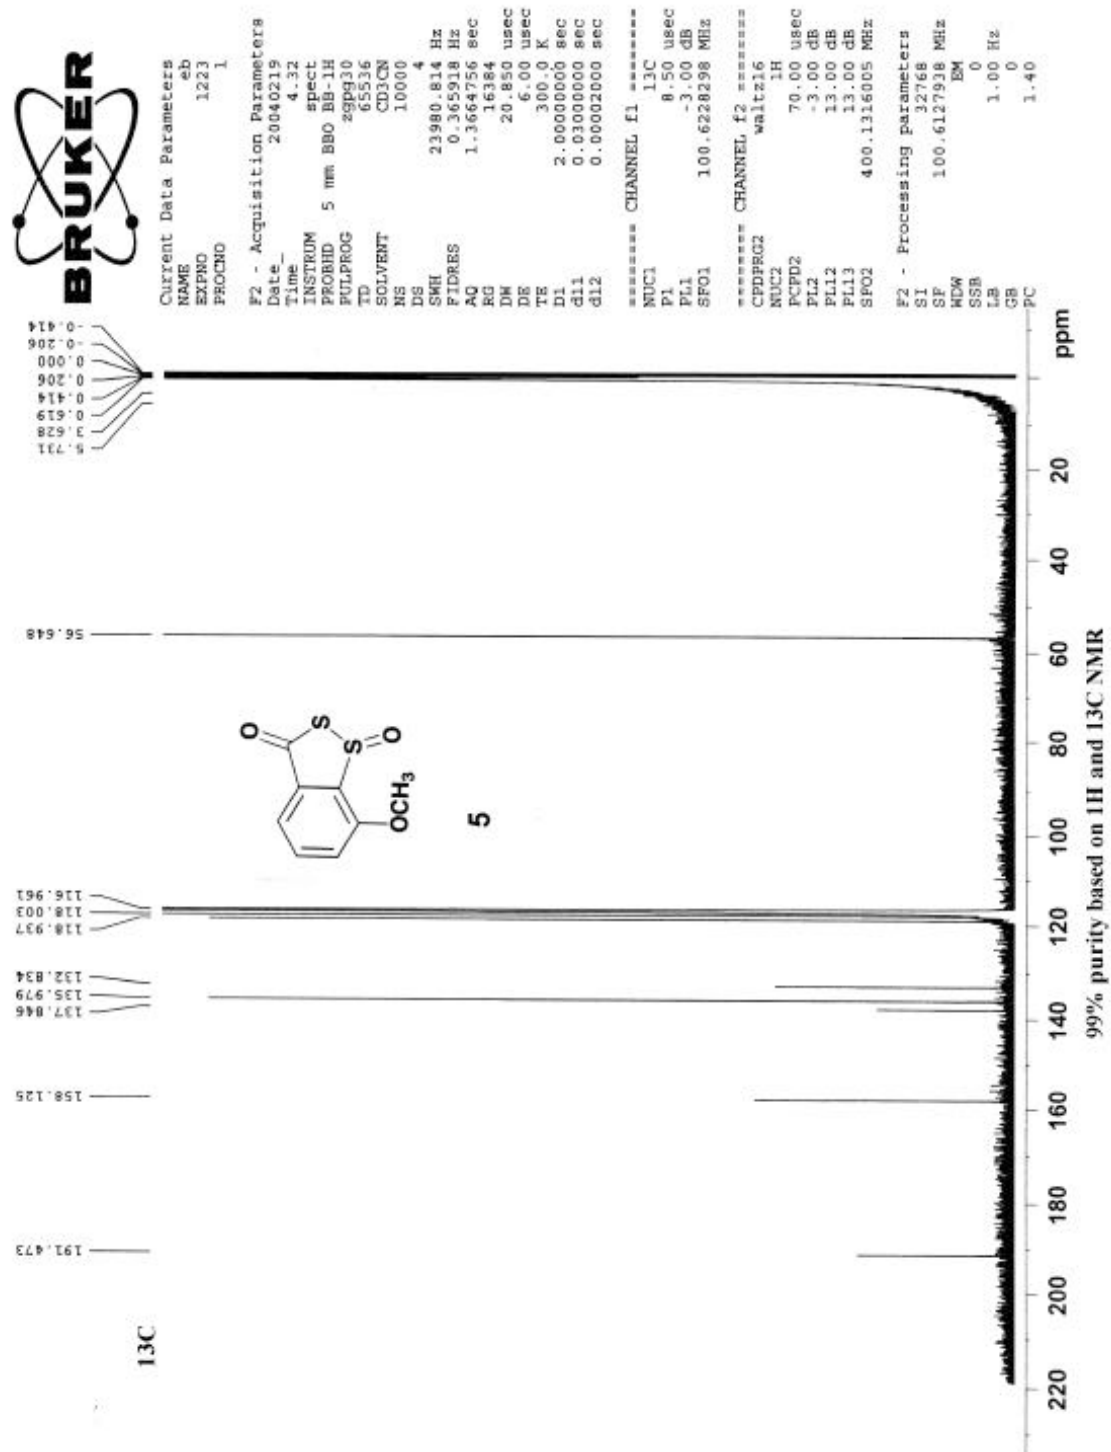 BRUKER
Current Data Parameters
NAME eb
EXPNO 1223
PROCNO 1
F2 - Acquisition Parameters
Date_ 20040219
Time 4.32
INSTRUM spect
PROBHD 5 mm BBO BB-1H
PULPROG zgpg30
TD 65536
SOLVENT CD3CN
NS 10000
DS 4
SWH 23980.814 Hz
FIDRES 0.365918 Hz
AQ 1.3664756 sec
RG 16384
DW 20.850 usec
DE 6.00 usec
TE 300.0 K
D1 2.00000000 sec
d11 0.03000000 sec
d12 0.00002000 sec
======== CHANNEL f1 ========
NUC1 13C
P1 8.50 usec
PL1 -3.00 dB
SFO1 100.6228298 MHz
======== CHANNEL f2 ========
CPDPRG2 waltz16
NUC2 1H
PCPD2 70.00 usec
PL2 -3.00 dB
PL12 13.00 dB
PL13 13.00 dB
SFO2 400.1316005 MHz
F2 - Processing parameters
SI 32768
SF 100.6127938 MHz
WDW EM
SSB 0
LB 1.00 Hz
GB 0
PC 1.40
13C
191.473
158.125
137.846
135.979
132.834
118.937
118.003
116.961
56.648
5.731
3.628
0.619
0.414
0.206
0.000
-0.206
-0.414
O
S
S
O
OCH3
5
220 200 180 160 140 120 100 80 60 40 20 ppm
99% purity based on 1H and 13C NMR